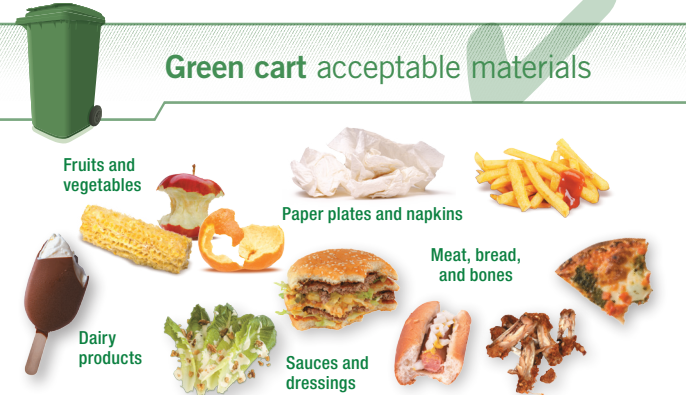 Green cart acceptable materials
Fruits and
vegetables
Paper plates and napkins
Meat, bread,
and bones
Dairy
products
Sauces and
dressings